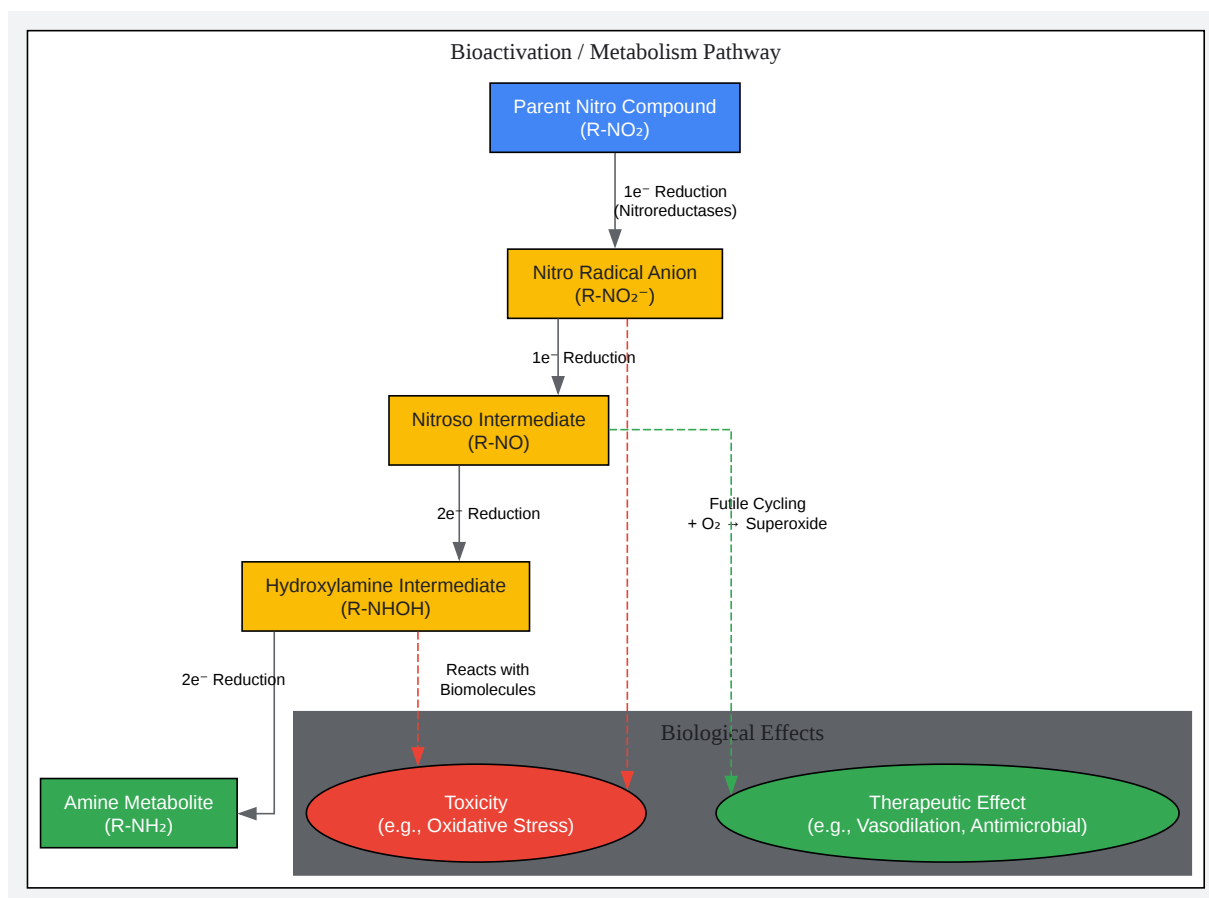 Bioactivation / Metabolism Pathway
Parent Nitro Compound
(R-NO₂)
1e⁻ Reduction
(Nitroreductases)
Nitro Radical Anion
(R-NO₂⁻)
1e⁻ Reduction
Nitroso Intermediate
(R-NO)
Futile Cycling
+ O₂ → Superoxide
2e⁻ Reduction
Hydroxylamine Intermediate
(R-NHOH)
2e⁻ Reduction
Reacts with
Biomolecules
Biological Effects
Amine Metabolite
(R-NH₂)
Toxicity
(e.g., Oxidative Stress)
Therapeutic Effect
(e.g., Vasodilation, Antimicrobial)